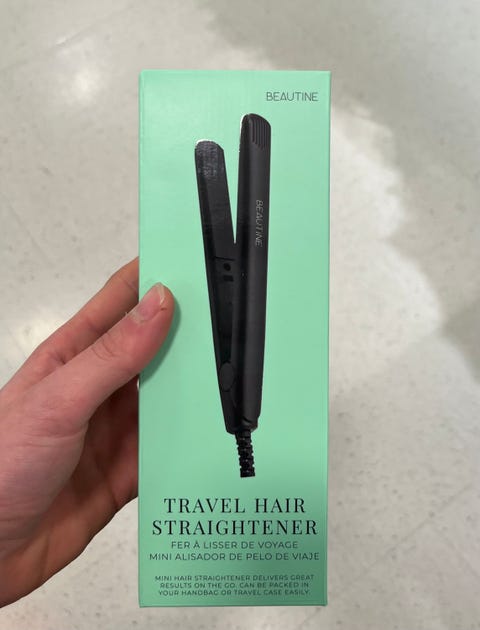 BEAUTINE
BEAUTINE
TRAVEL HAIR
STRAIGHTENER
FER À LISSER DE VOYAGE
MINI ALISADOR DE PELO DE VIAJE
MINI HAIR STRAIGHTENER DELIVERS GREAT
RESULTS ON THE GO. CAN BE PACKED IN
YOUR HANDBAG OR TRAVEL CASE EASILY.